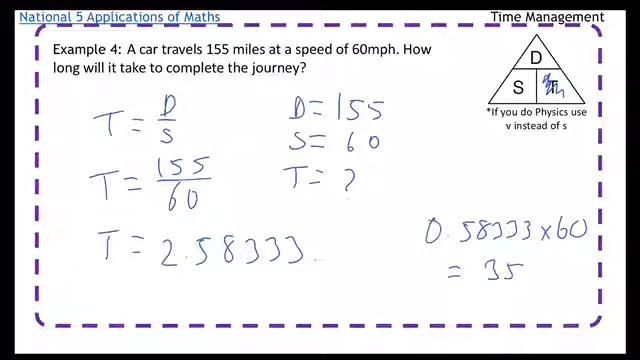 National 5 Applications of Maths
Time Management
Example 4: A car travels 155 miles at a speed of 60mph. How
long will it take to complete the journey?
D
S T
*If you do Physics use
v instead of s
T = D/S
D = 155
S = 60
T = ?
T = 155/60
T = 2.58333.
0.58333 x 60
= 35